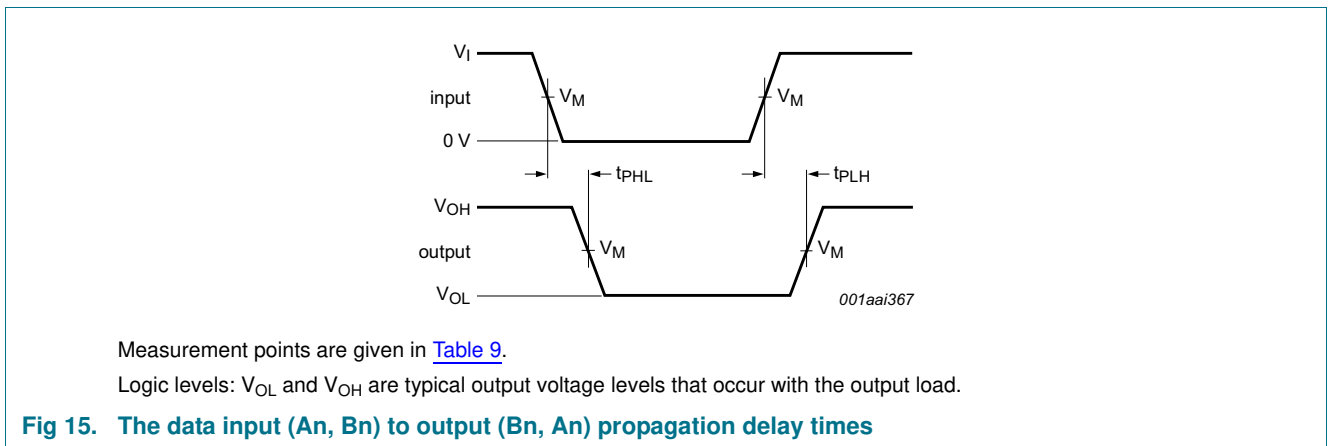 V_I
input V_M V_M
0 V
t_PHL t_PLH
V_OH
output V_M V_M
V_OL
001aai367
Measurement points are given in Table 9.
Logic levels: V_OL and V_OH are typical output voltage levels that occur with the output load.
Fig 15. The data input (An, Bn) to output (Bn, An) propagation delay times